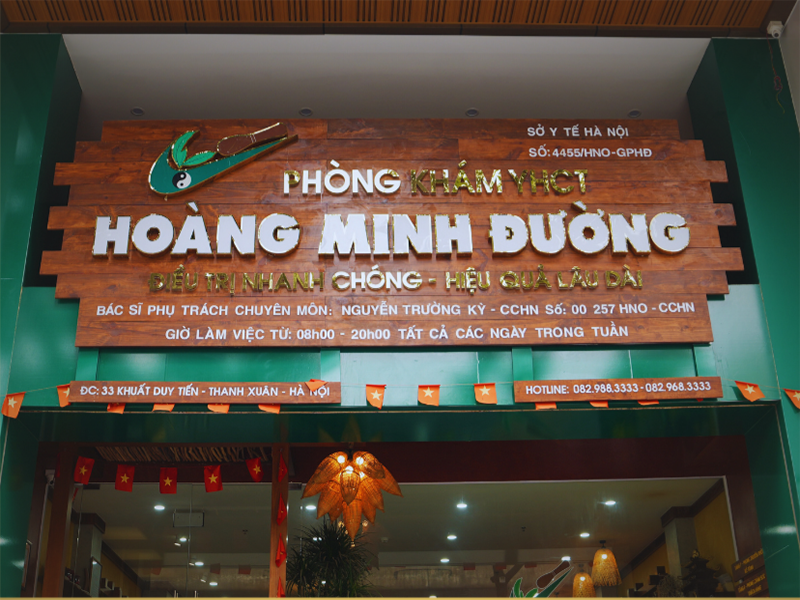 SỞ Y TẾ HÀ NỘI
SỐ: 4455/HNO-GPHĐ
PHÒNG KHÁM YHCT
HOÀNG MINH ĐƯỜNG
ĐIỀU TRỊ NHANH CHÓNG - HIỆU QUẢ LÂU DÀI
BÁC SĨ PHỤ TRÁCH CHUYÊN MÔN: NGUYỄN TRƯỜNG KỲ - CCHN Số: 00 257 HNO -CCHN
GIỜ LÀM VIỆC TỪ: 08h00 - 20h00 TẤT CẢ CÁC NGÀY TRONG TUẦN
ĐC: 33 KHUẤT DUY TIẾN - THANH XUÂN - HÀ NỘI
HOTLINE: 082.988.3333-082.968.3333